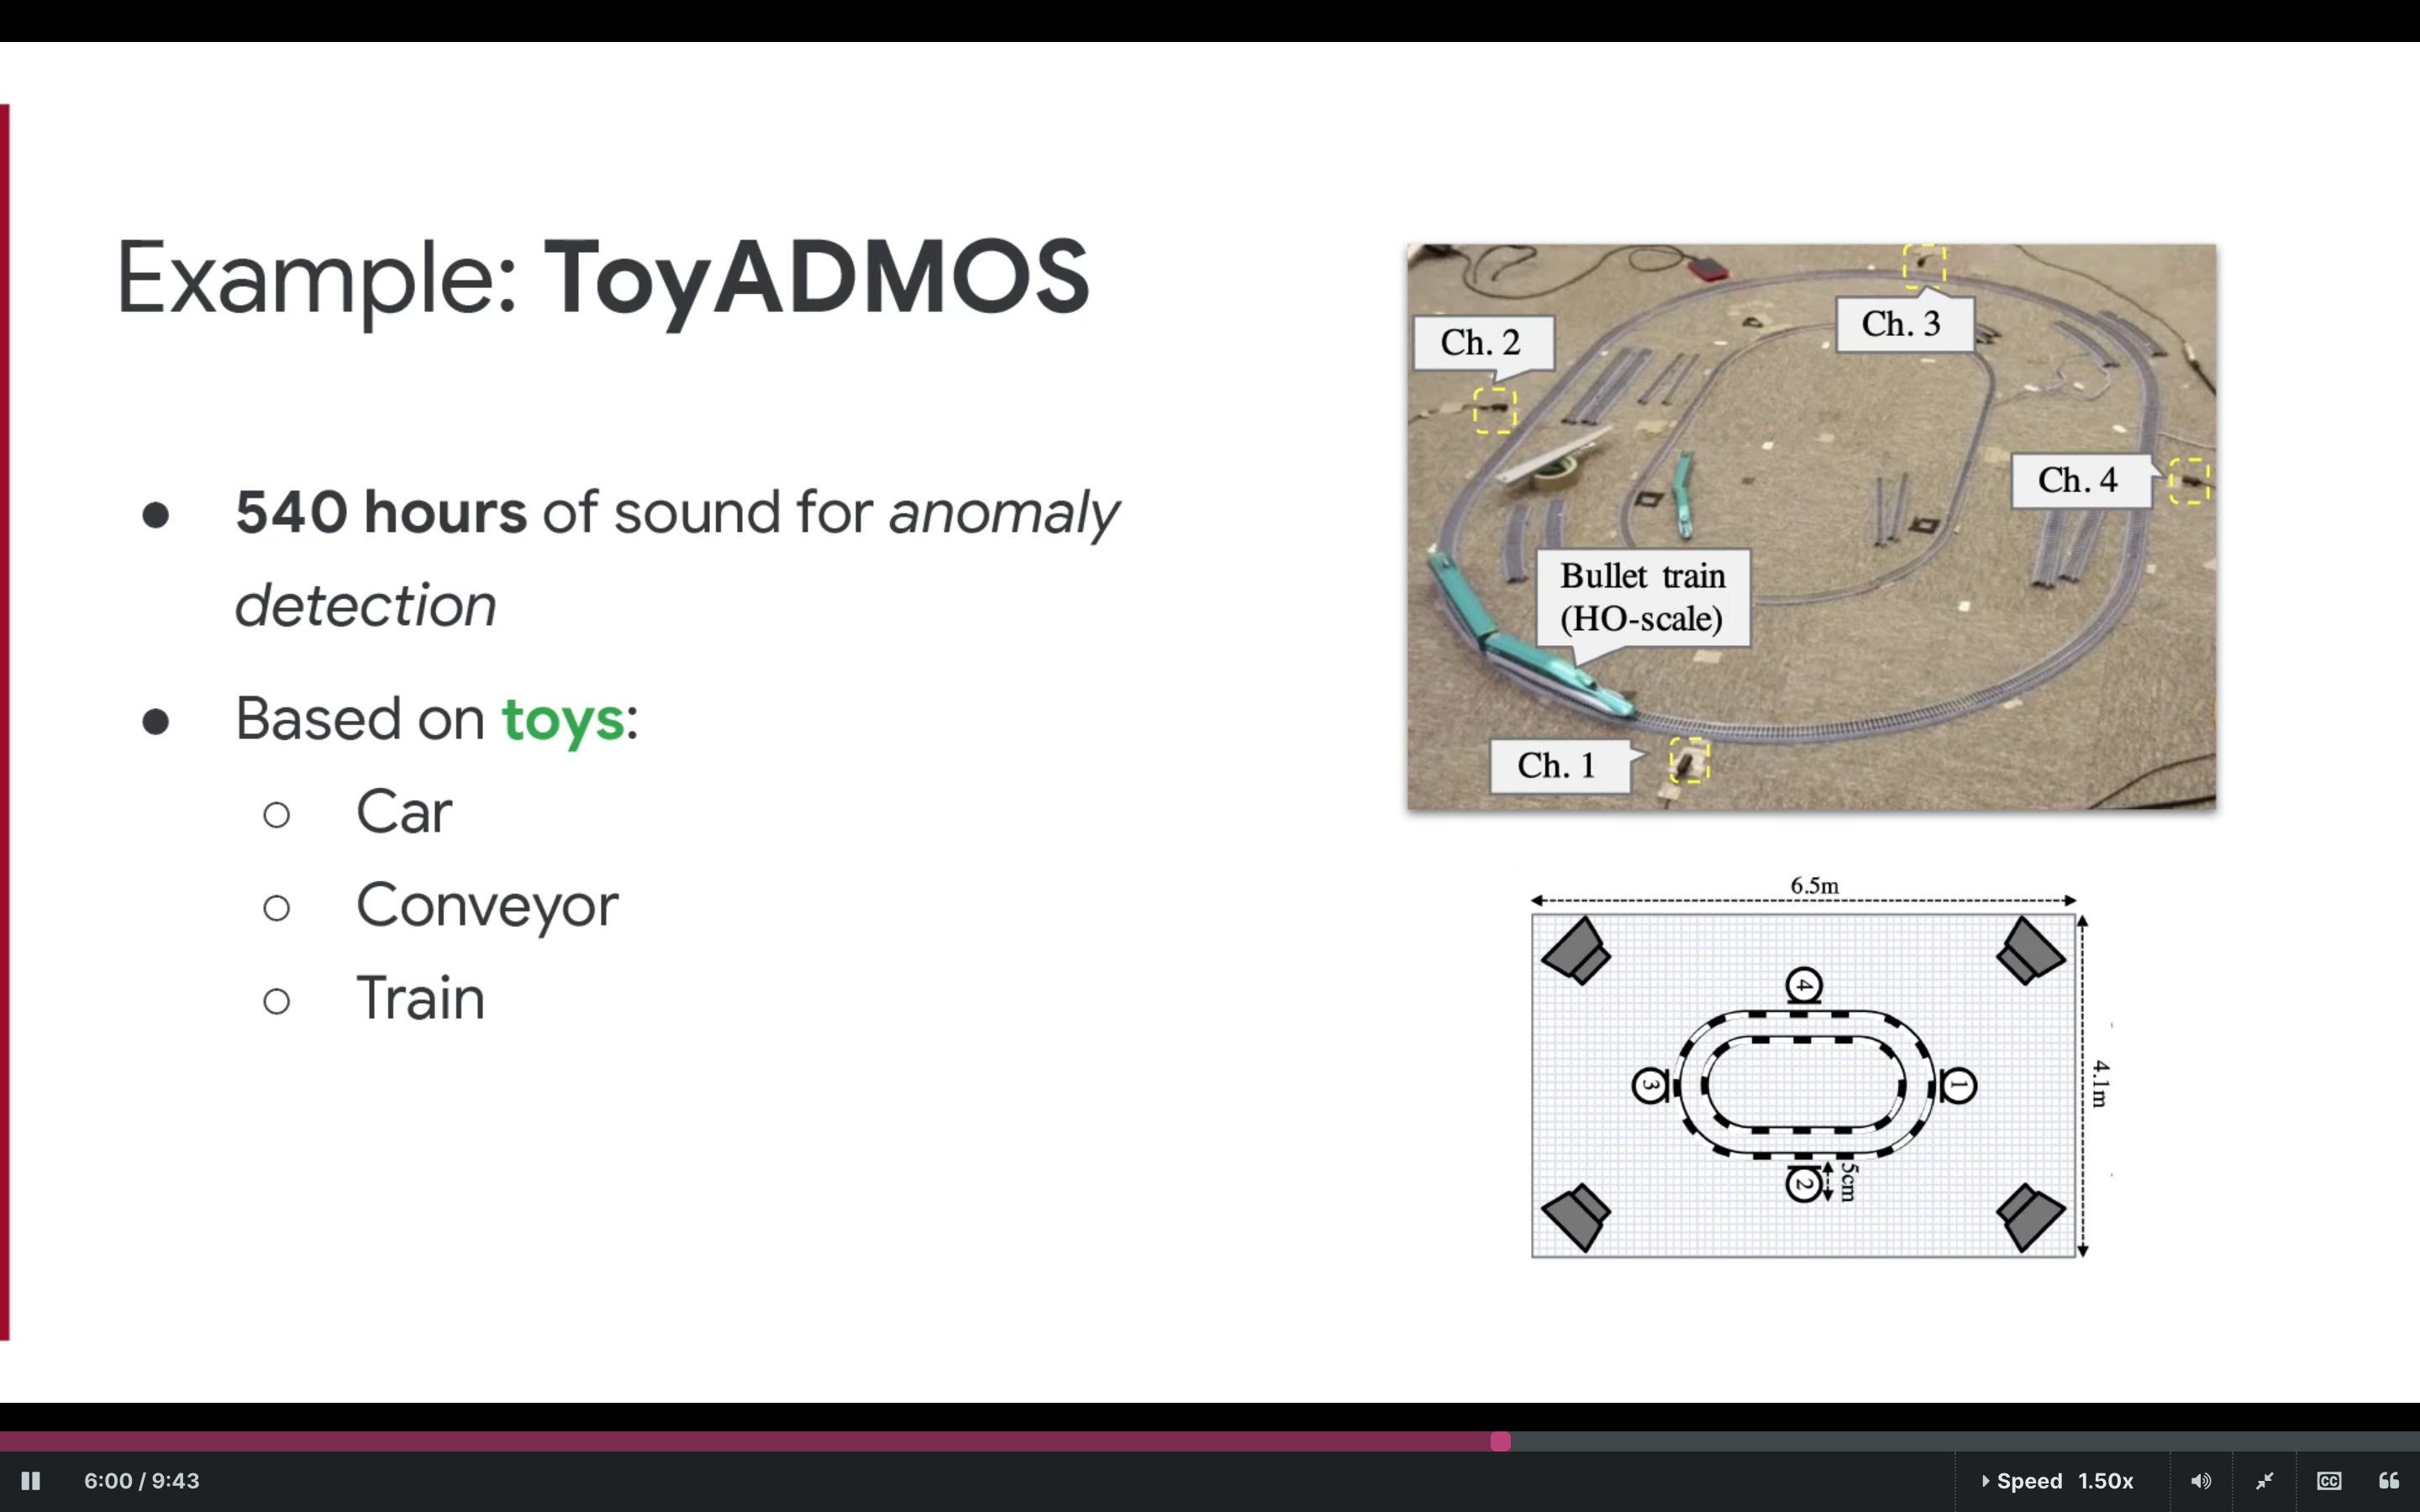 Example: ToyADMOS
540 hours of sound for anomaly
detection
Based on toys:
Car
Conveyor
Train
Ch. 2
Ch. 3
Ch. 4
Bullet train
(HO-scale)
Ch. 1
6.5m
4
3
1
4.1m
2
5cm
6:00 / 9:43
Speed 1.50x
CC